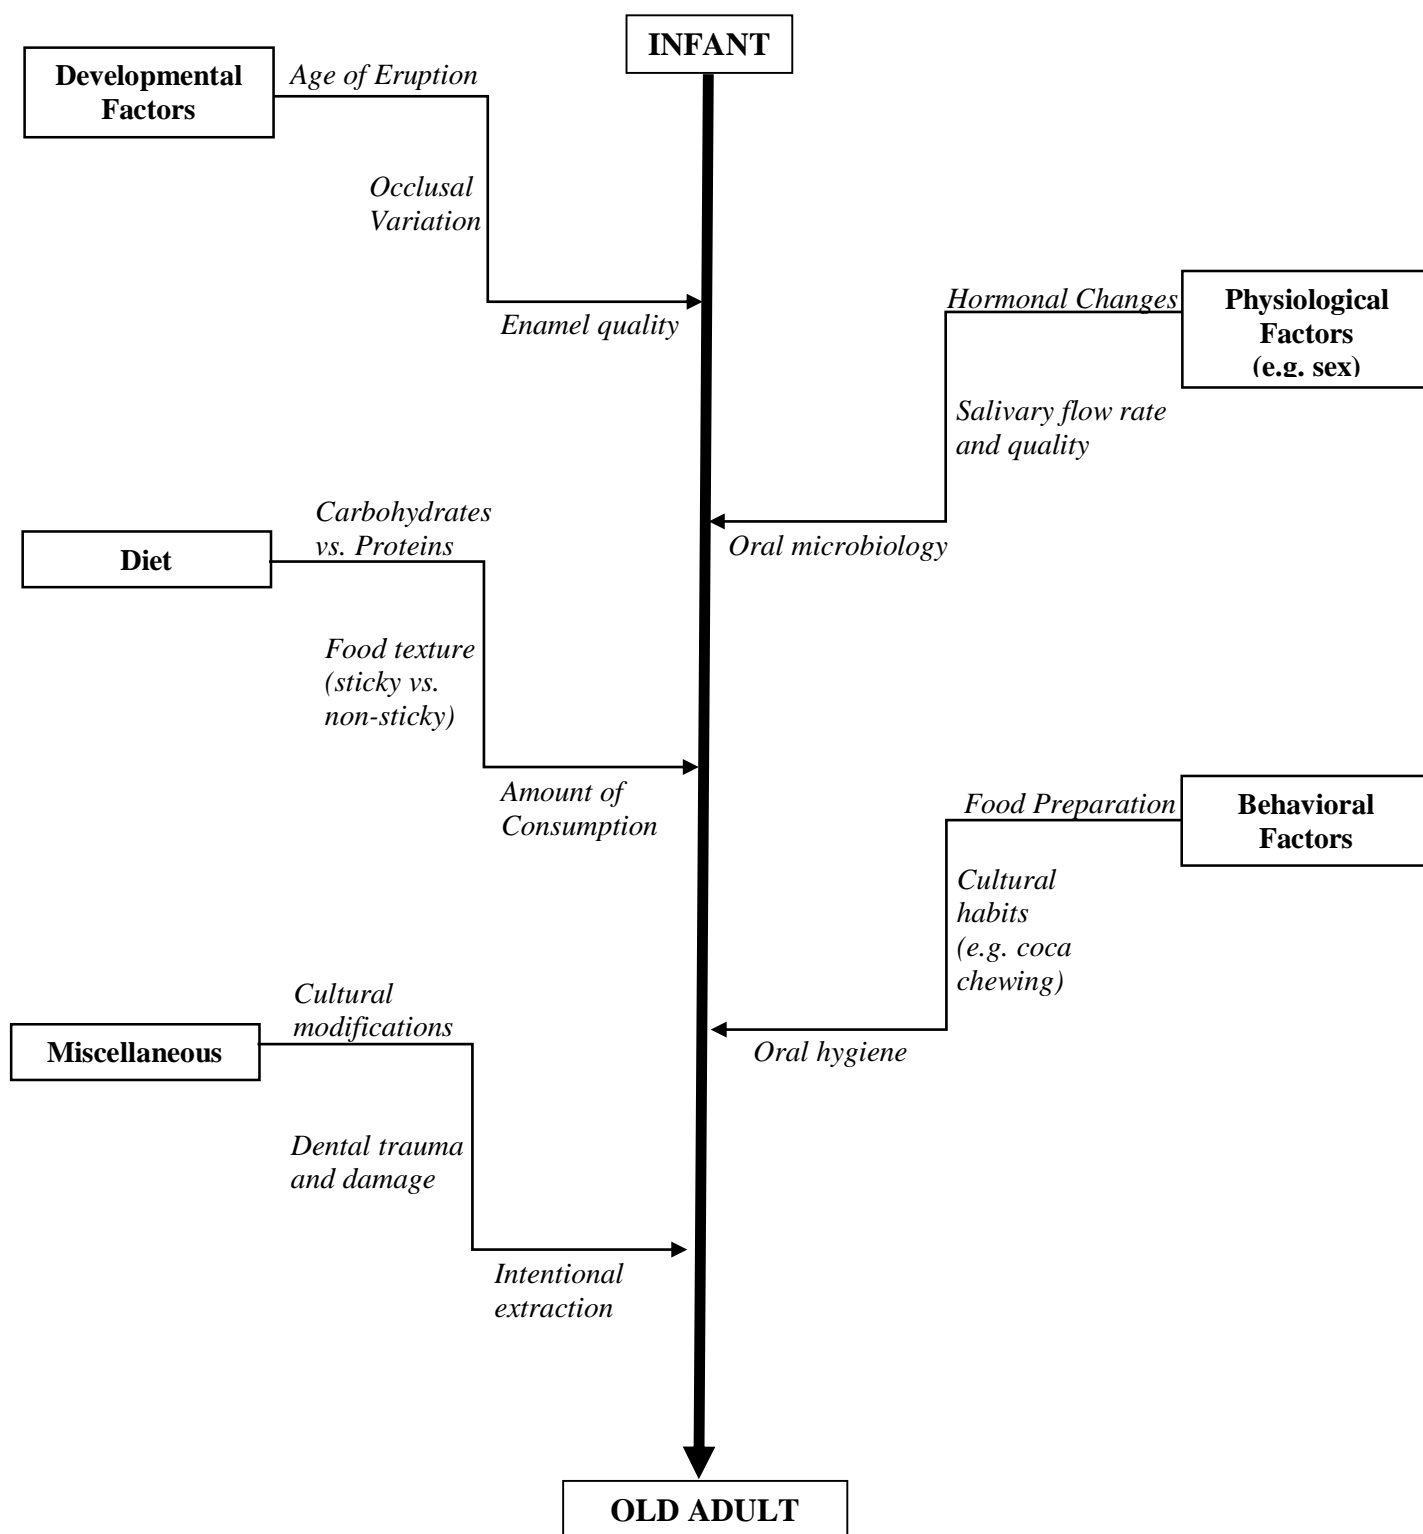 INFANT
Developmental
Factors
Age of Eruption
Occlusal
Variation
Enamel quality
Hormonal Changes
Physiological
Factors
(e.g. sex)
Salivary flow rate
and quality
Oral microbiology
Carbohydrates
vs. Proteins
Diet
Food texture
(sticky vs.
non-sticky)
Amount of
Consumption
Food Preparation
Behavioral
Factors
Cultural
habits
(e.g. coca
chewing)
Oral hygiene
Cultural
modifications
Miscellaneous
Dental trauma
and damage
Intentional
extraction
OLD ADULT